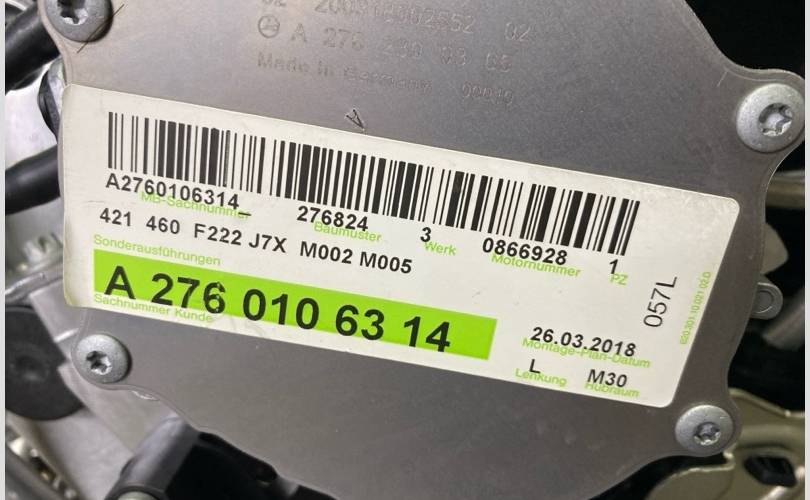 A 276
Made in Germany
A
A2760106314_ 276824 3 0866928 1
MB-Sachnummer Baumuster Werk Motornummer PZ
421 460 F222 J7X M002 M005
Sonderausführungen
A 276 010 63 14
Sachnummer Kunde
057L
26.03.2018
Montage-Plan-Datum
L M30
Lenkung Hubraum